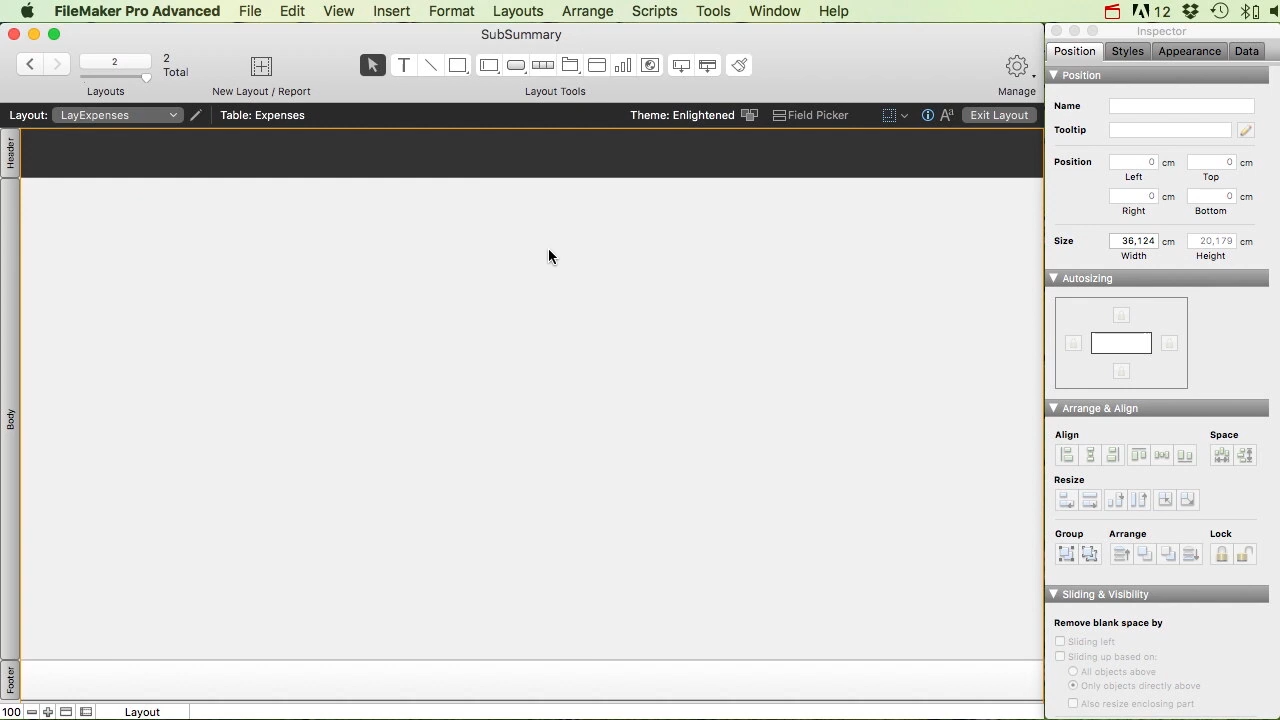 FileMaker Pro Advanced File Edit View Insert Format Layouts Arrange Scripts Tools Window Help 12
SubSummary
2
2
Total
Layouts
New Layout / Report
Layout Tools
Manage
Layout: LayExpenses Table: Expenses Theme: Enlightened Field Picker Aa Exit Layout
Header
Body
Footer
100 Layout
Inspector
Position Styles Appearance Data
Position
Name
Tooltip
Position 0 cm 0 cm
Left Top
0 cm 0 cm
Right Bottom
Size 36,124 cm 20,179 cm
Width Height
Autosizing
Arrange & Align
Align Space
Resize
Group Arrange Lock
Sliding & Visibility
Remove blank space by
Sliding left
Sliding up based on:
All objects above
Only objects directly above
Also resize enclosing part